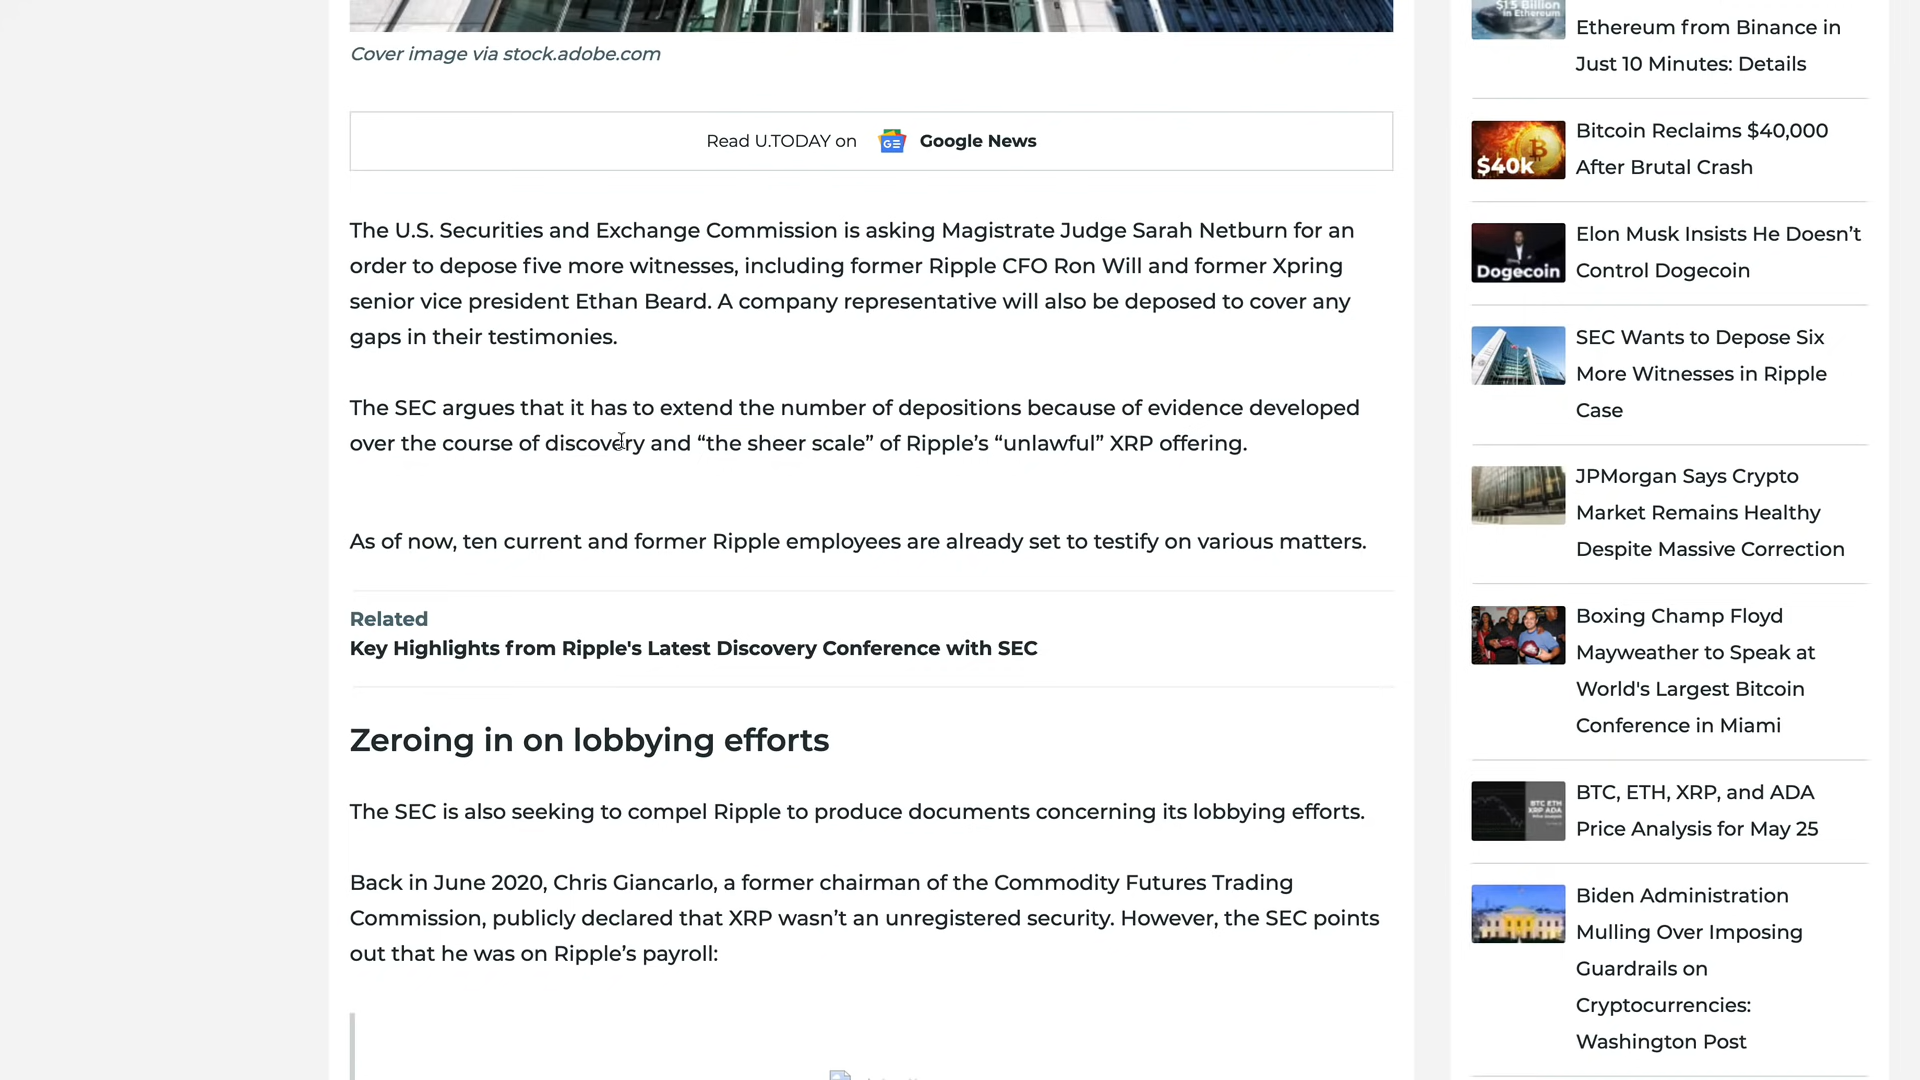 Cover image via stock.adobe.com
Read U.TODAY on Google News
The U.S. Securities and Exchange Commission is asking Magistrate Judge Sarah Netburn for an
order to depose five more witnesses, including former Ripple CFO Ron Will and former Xpring
senior vice president Ethan Beard. A company representative will also be deposed to cover any
gaps in their testimonies.
The SEC argues that it has to extend the number of depositions because of evidence developed
over the course of discovery and “the sheer scale” of Ripple’s “unlawful” XRP offering.
As of now, ten current and former Ripple employees are already set to testify on various matters.
Related
Key Highlights from Ripple's Latest Discovery Conference with SEC
Zeroing in on lobbying efforts
The SEC is also seeking to compel Ripple to produce documents concerning its lobbying efforts.
Back in June 2020, Chris Giancarlo, a former chairman of the Commodity Futures Trading
Commission, publicly declared that XRP wasn’t an unregistered security. However, the SEC points
out that he was on Ripple’s payroll:
$1.5 Billion
in Ethereum
Ethereum from Binance in
Just 10 Minutes: Details
$40k
Bitcoin Reclaims $40,000
After Brutal Crash
Dogecoin
Elon Musk Insists He Doesn’t
Control Dogecoin
SEC Wants to Depose Six
More Witnesses in Ripple
Case
JPMorgan Says Crypto
Market Remains Healthy
Despite Massive Correction
Boxing Champ Floyd
Mayweather to Speak at
World's Largest Bitcoin
Conference in Miami
BTC ETH
XRP ADA
BTC, ETH, XRP, and ADA
Price Analysis for May 25
Biden Administration
Mulling Over Imposing
Guardrails on
Cryptocurrencies:
Washington Post